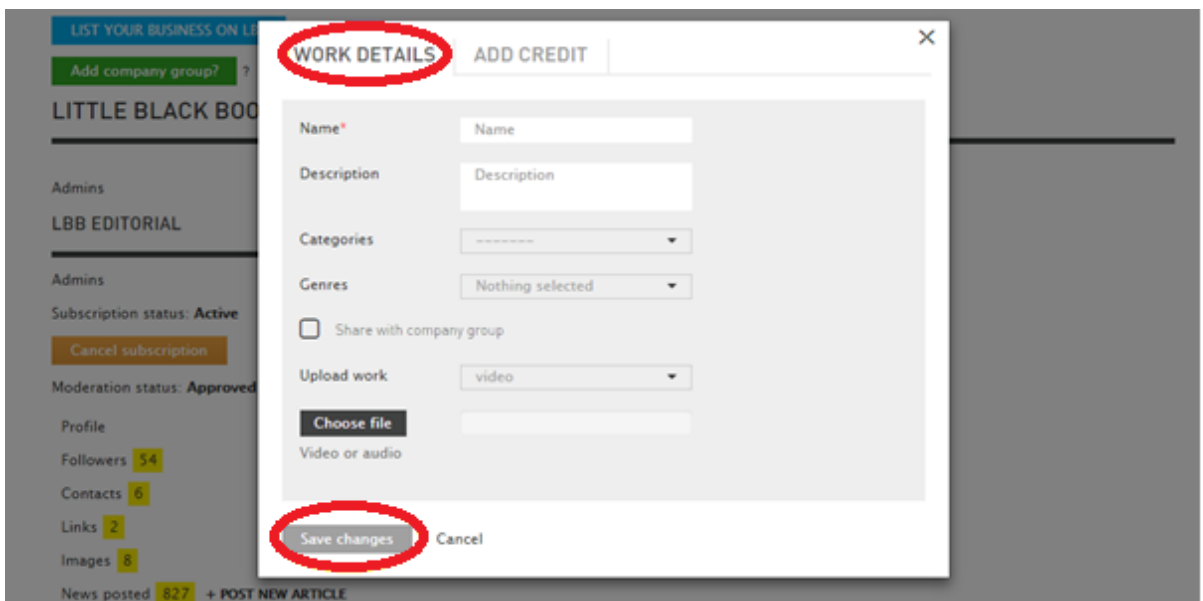 LIST YOUR BUSINESS ON LB
Add company group? ?
LITTLE BLACK BOO
Admins
LBB EDITORIAL
Admins
Subscription status: Active
Cancel subscription
Moderation status: Approved
Profile
Followers 54
Contacts 6
Links 2
Images 8
News posted 827 + POST NEW ARTICLE
WORK DETAILS ADD CREDIT ×
Name* Name
Description Description
Categories -------
Genres Nothing selected
Share with company group
Upload work video
Choose file
Video or audio
Save changes Cancel